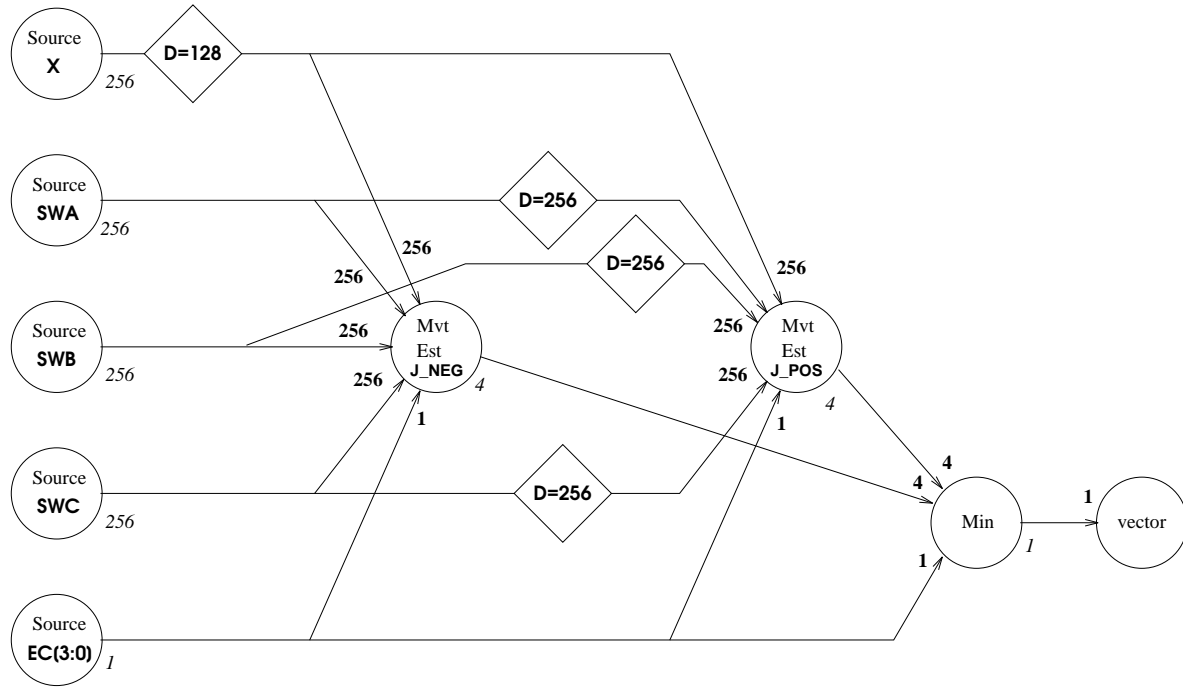 Source
X
256
D=128
Source
SWA
256
D=256
256
256
D=256
256
Source
SWB
256
256
Mvt
Est
J_NEG
4
256
Mvt
Est
J_POS
4
256
256
1
256
1
Source
SWC
256
D=256
4
4
Min
1
1
vector
1
Source
EC(3:0)
1